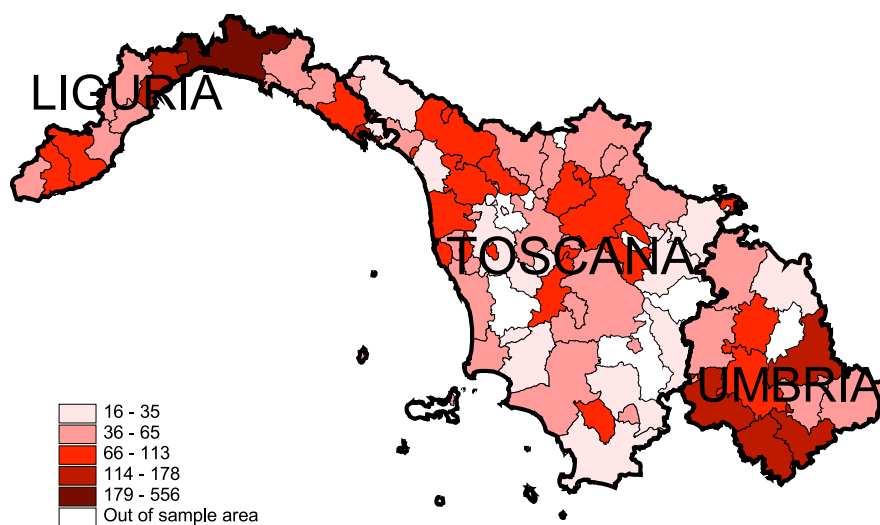 LIGURIA
TOSCANA
UMBRIA
16 - 35
36 - 65
66 - 113
114 - 178
179 - 556
Out of sample area